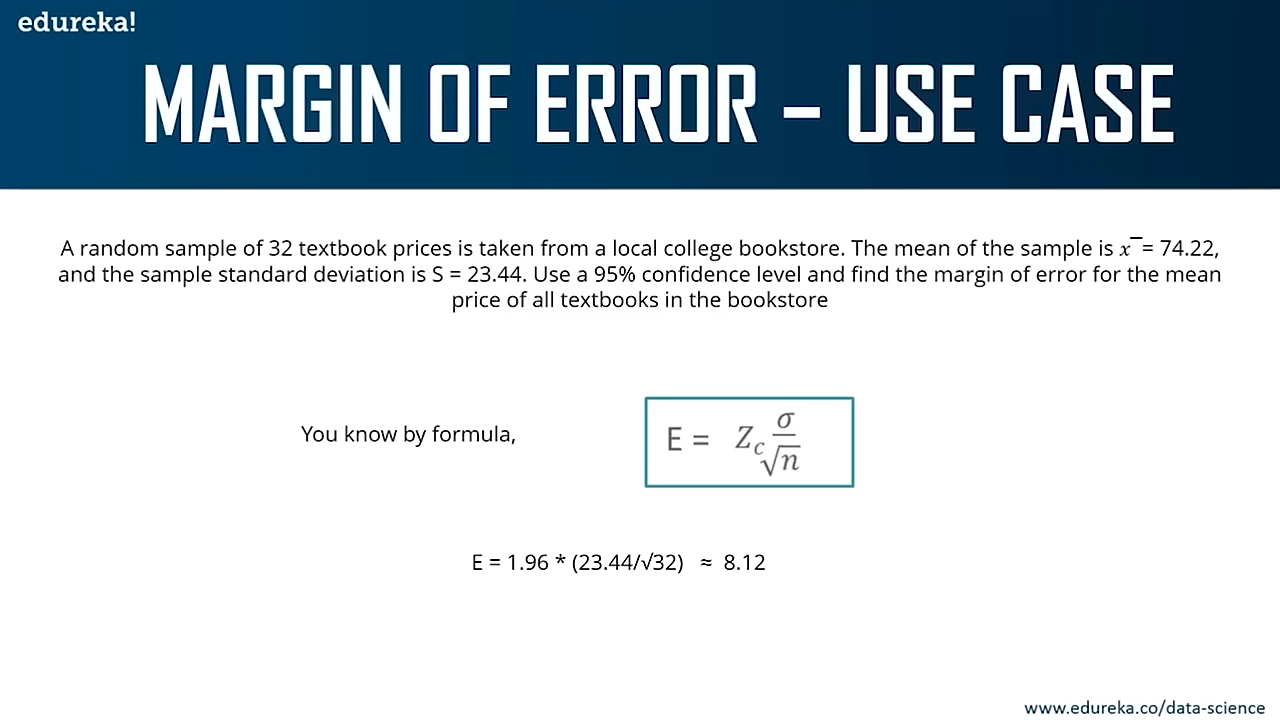 edureka!
MARGIN OF ERROR – USE CASE
A random sample of 32 textbook prices is taken from a local college bookstore. The mean of the sample is x̄ = 74.22,
and the sample standard deviation is S = 23.44. Use a 95% confidence level and find the margin of error for the mean
price of all textbooks in the bookstore
You know by formula,
E = Z_c σ/√n
E = 1.96 * (23.44/√32) ≈ 8.12
www.edureka.co/data-science